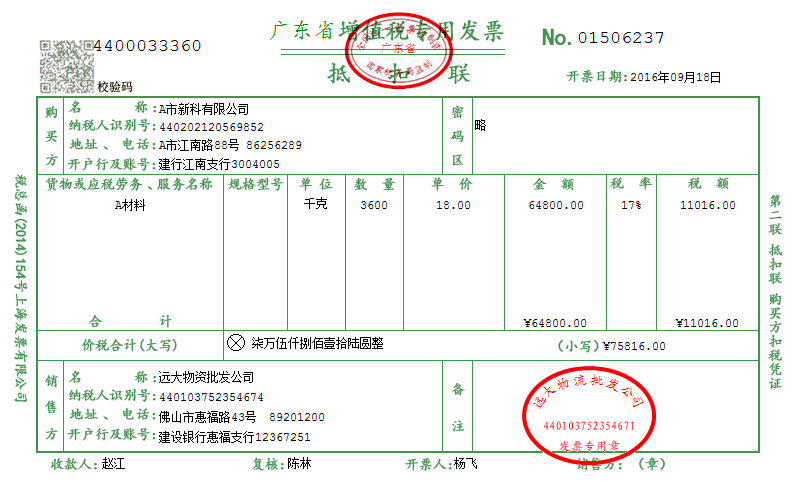 广东省增值税专用发票
No. 01506237
4400033360
广东省
抵扣联
校验码
开票日期:2016年09月18日
购买方
名称:A市新科有限公司
纳税人识别号:440202120569852
地址、电话:A市江南路88号 86256289
开户行及账号:建行江南支行3004005
密码区
略
货物或应税劳务、服务名称 规格型号 单位 数量 单价 金额 税率 税额
A材料 千克 3600 18.00 64800.00 17% 11016.00
合计 ¥64800.00 ¥11016.00
价税合计(大写) ⊗ 柒万伍仟捌佰壹拾陆圆整 (小写)¥75816.00
销售方
名称:远大物资批发公司
纳税人识别号:440103752354674
地址、电话:佛山市惠福路43号 89201200
开户行及账号:建设银行惠福支行12367251
备注
远大物流批发公司
440103752354671
发票专用章
收款人:赵江 复核:陈林 开票人:杨飞 销售方:(章)
税总函(2014)154号上海发票有限公司
第二联 抵扣联 购买方扣税凭证